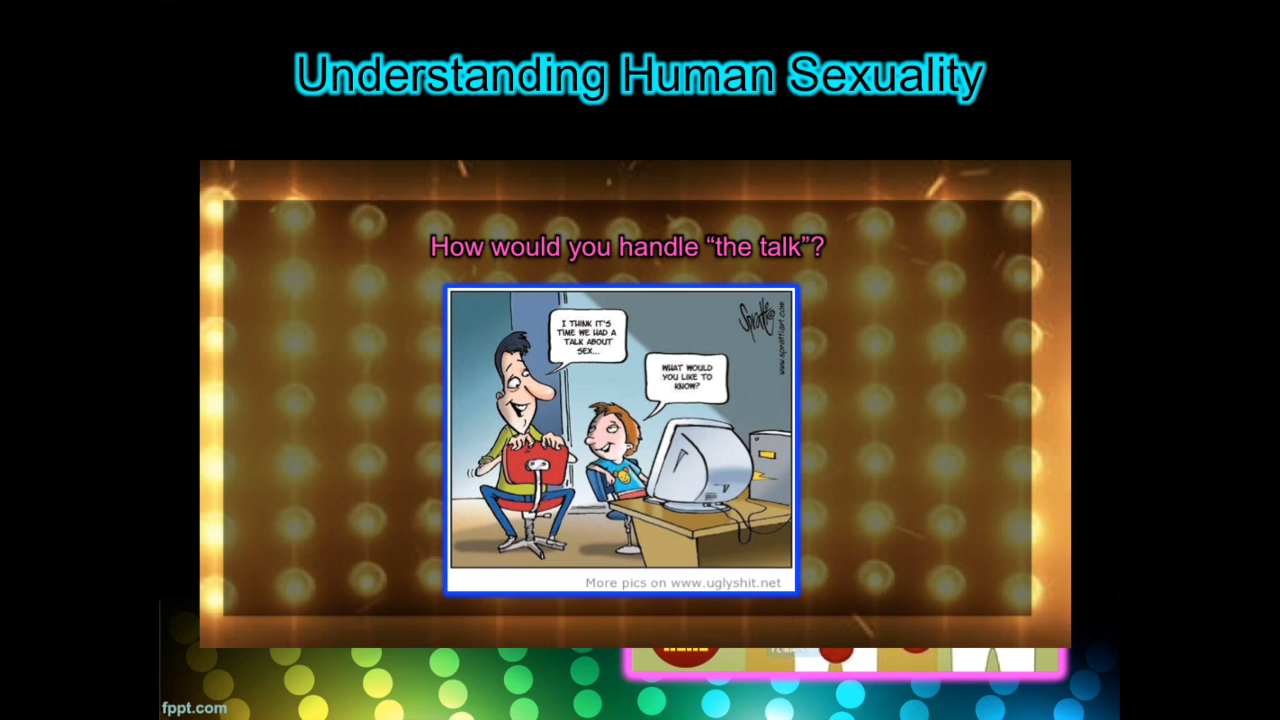 Understanding Human Sexuality
How would you handle “the talk”?
I THINK IT'S
TIME WE HAD A
TALK ABOUT
SEX...
WHAT WOULD
YOU LIKE TO
KNOW?
www.sprattiart.com
More pics on www.uglyshit.net
fppt.com